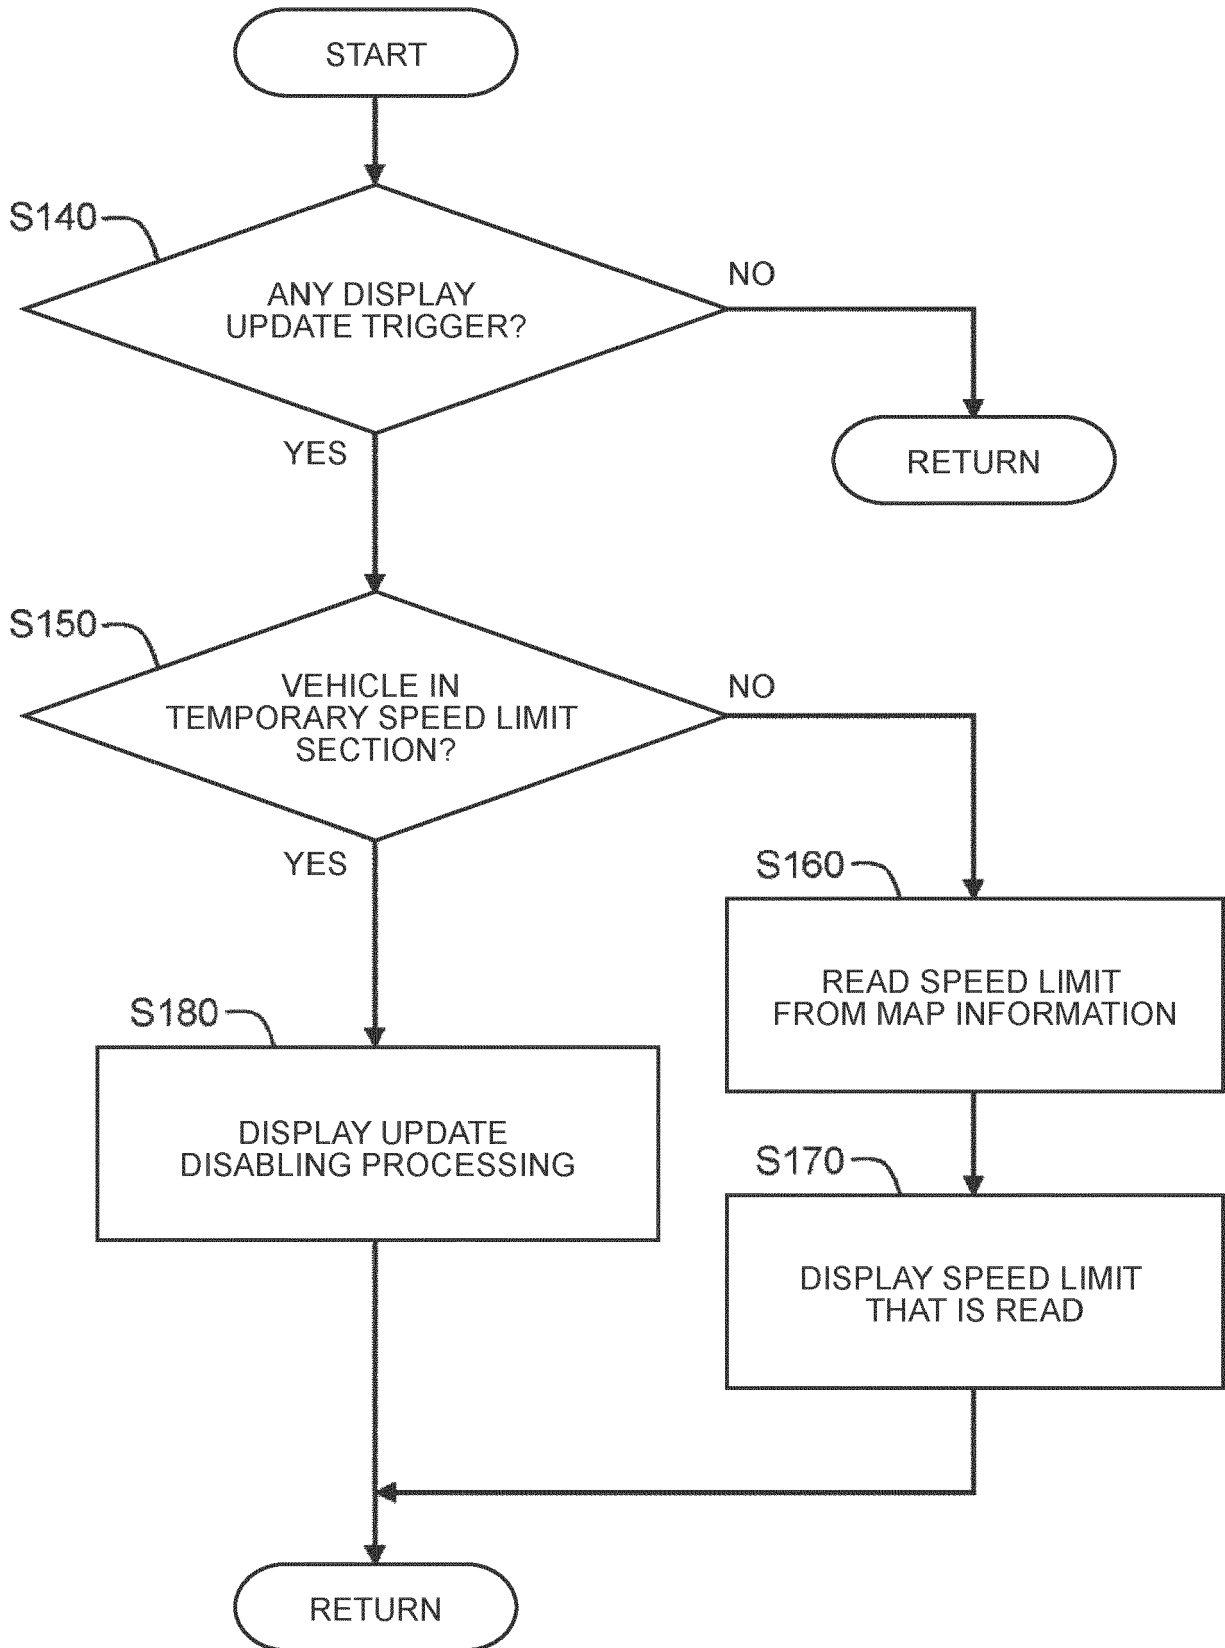 START
S140
ANY DISPLAY
UPDATE TRIGGER?
NO
YES
RETURN
S150
VEHICLE IN
TEMPORARY SPEED LIMIT
SECTION?
NO
YES
S160
READ SPEED LIMIT
FROM MAP INFORMATION
S180
DISPLAY UPDATE
DISABLING PROCESSING
S170
DISPLAY SPEED LIMIT
THAT IS READ
RETURN